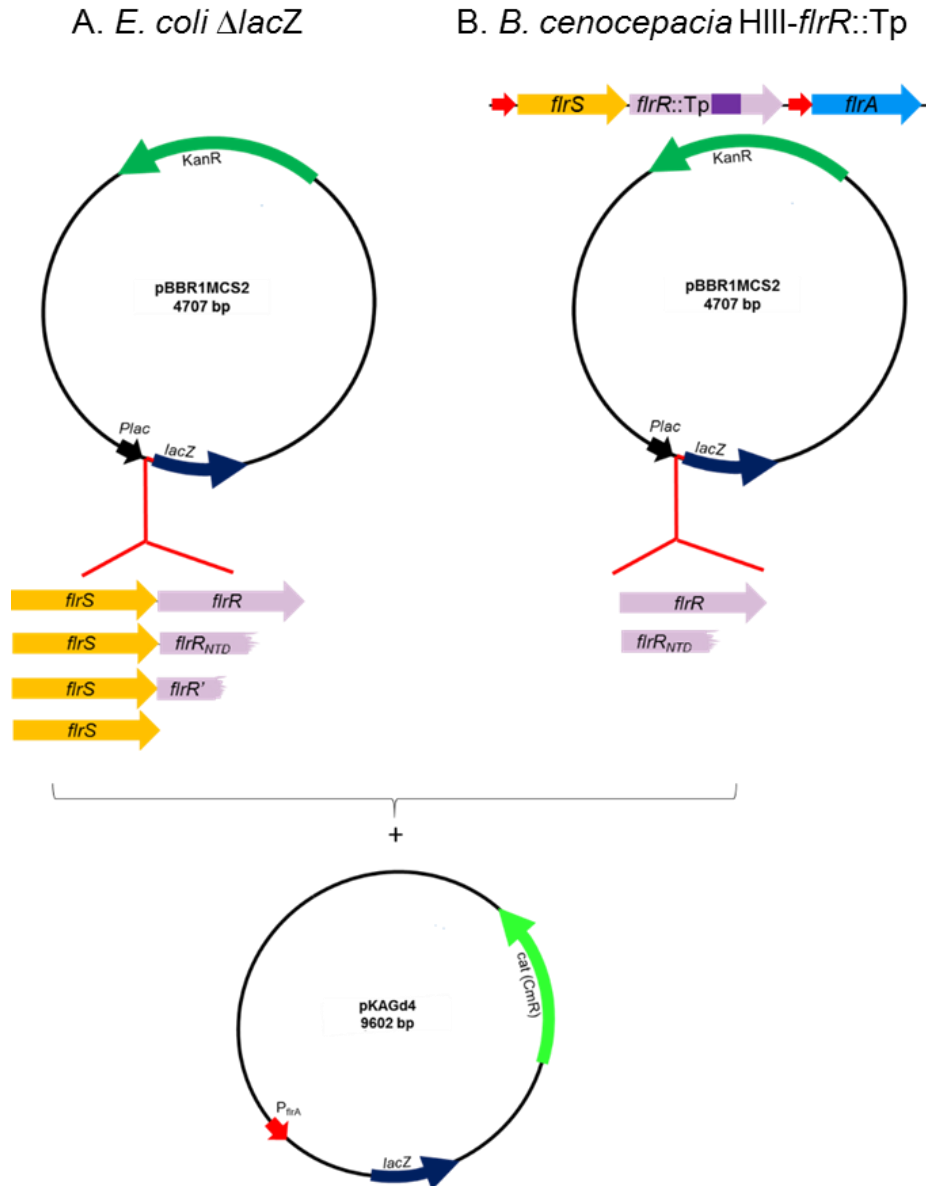 A. E. coli ΔlacZ
B. B. cenocepacia HIII-flrR::Tp
flrS
flrR::Tp
flrA
KanR
KanR
pBBR1MCS2
4707 bp
pBBR1MCS2
4707 bp
Plac
lacZ
Plac
lacZ
flrS
flrR
flrR
flrS
flrRNTD
flrRNTD
flrS
flrR'
flrS
+
cat (CmR)
pKAGd4
9602 bp
PflrA
lacZ